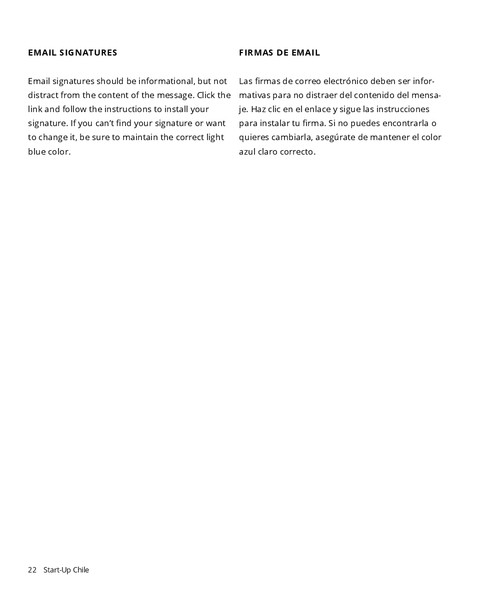 EMAIL SIGNATURES
Email signatures should be informational, but not
distract from the content of the message. Click the
link and follow the instructions to install your
signature. If you can't find your signature or want
to change it, be sure to maintain the correct light
blue color.
FIRMAS DE EMAIL
Las firmas de correo electrónico deben ser infor-
mativas para no distraer del contenido del mensa-
je. Haz clic en el enlace y sigue las instrucciones
para instalar tu firma. Si no puedes encontrarla o
quieres cambiarla, asegúrate de mantener el color
azul claro correcto.
22 Start-Up Chile